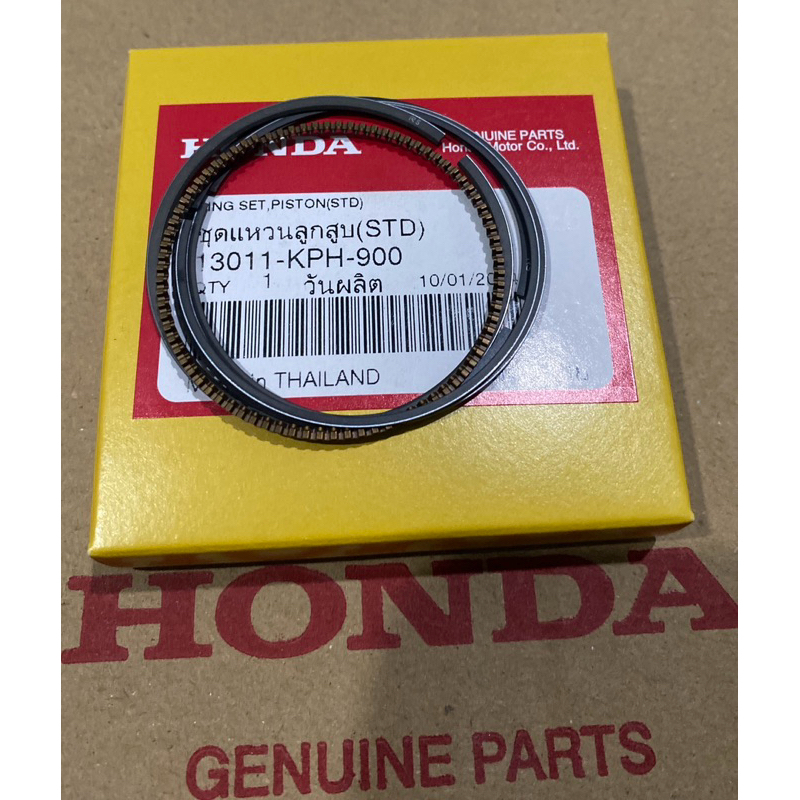 HONDA
GENUINE PARTS
Honda Motor Co., Ltd.
RING SET,PISTON(STD)
ชุดแหวนลูกสูบ(STD)
13011-KPH-900
QTY 1 วันผลิต 10/01/20
Made in THAILAND
HONDA
GENUINE PARTS